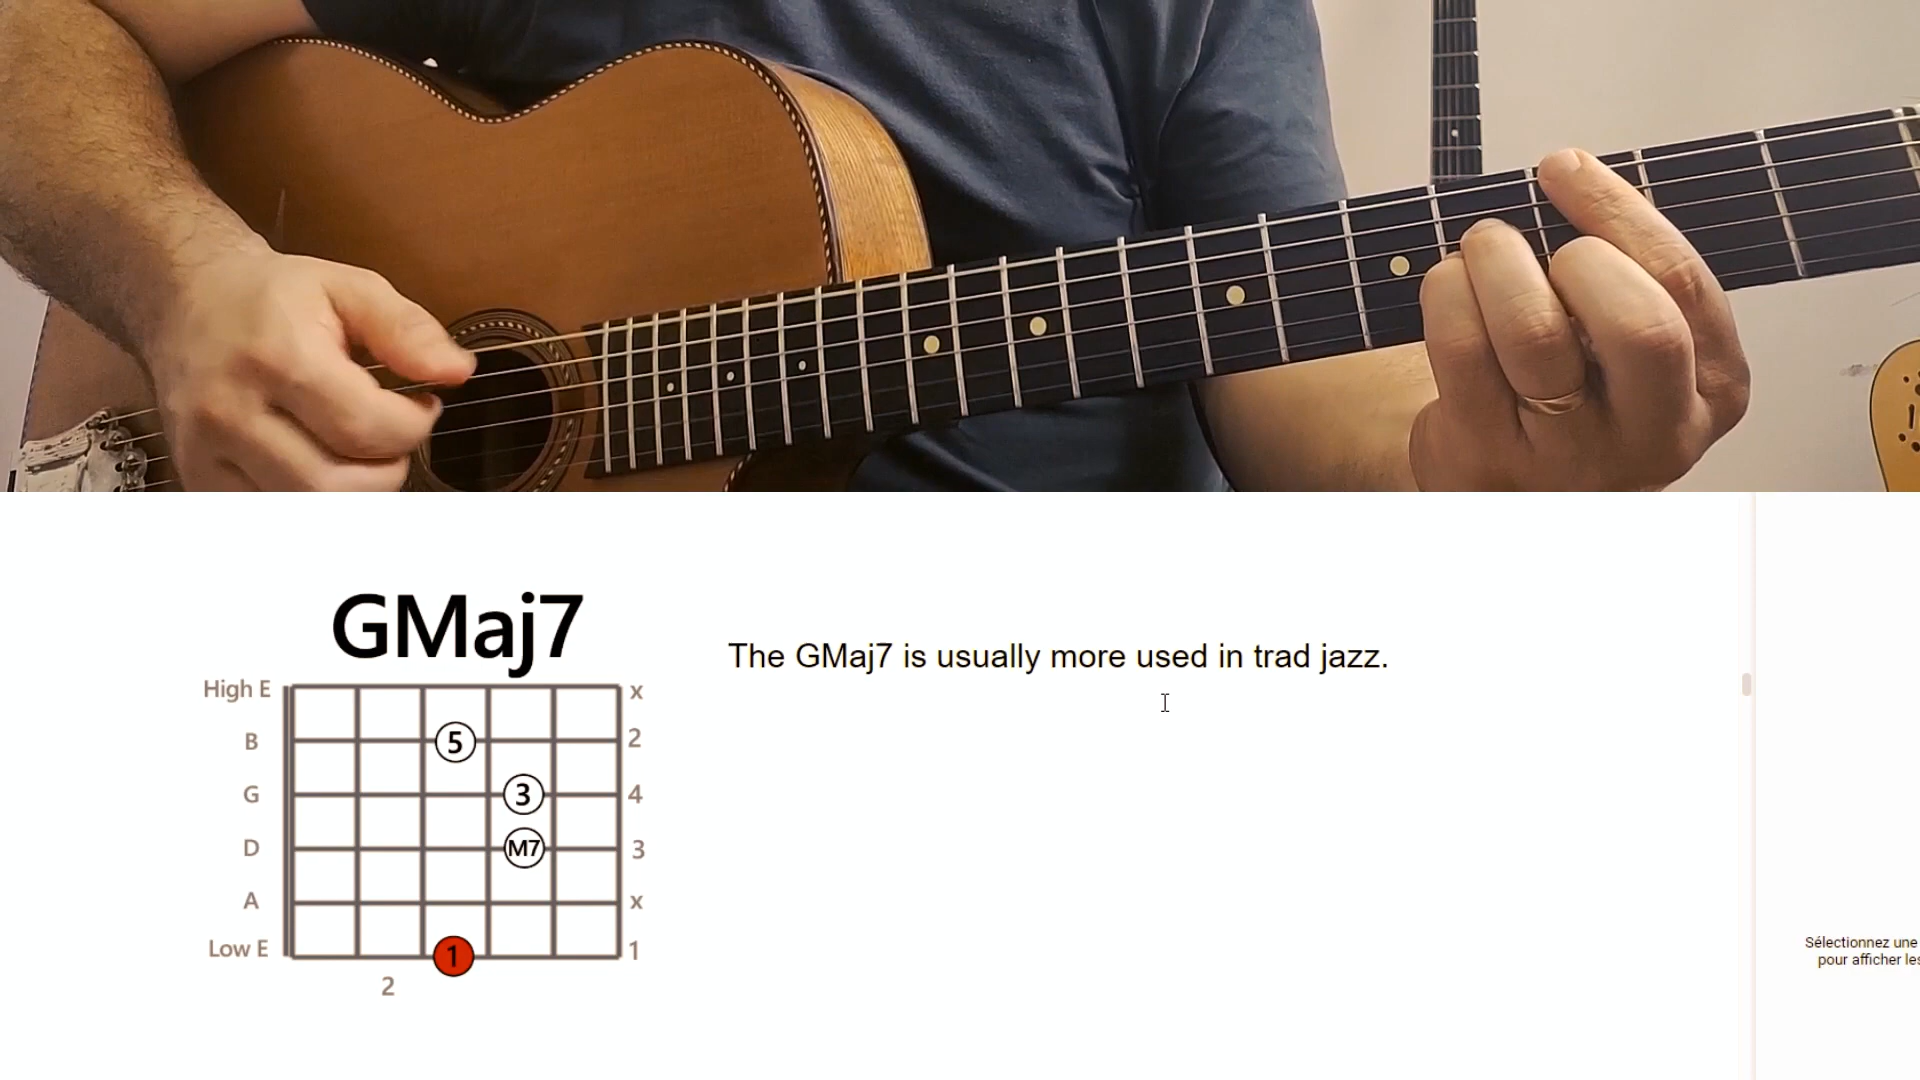 GMaj7
The GMaj7 is usually more used in trad jazz.
High E x
B 5 2
G 3 4
D M7 3
A x
Low E 1 1
2
Sélectionnez une
pour afficher les